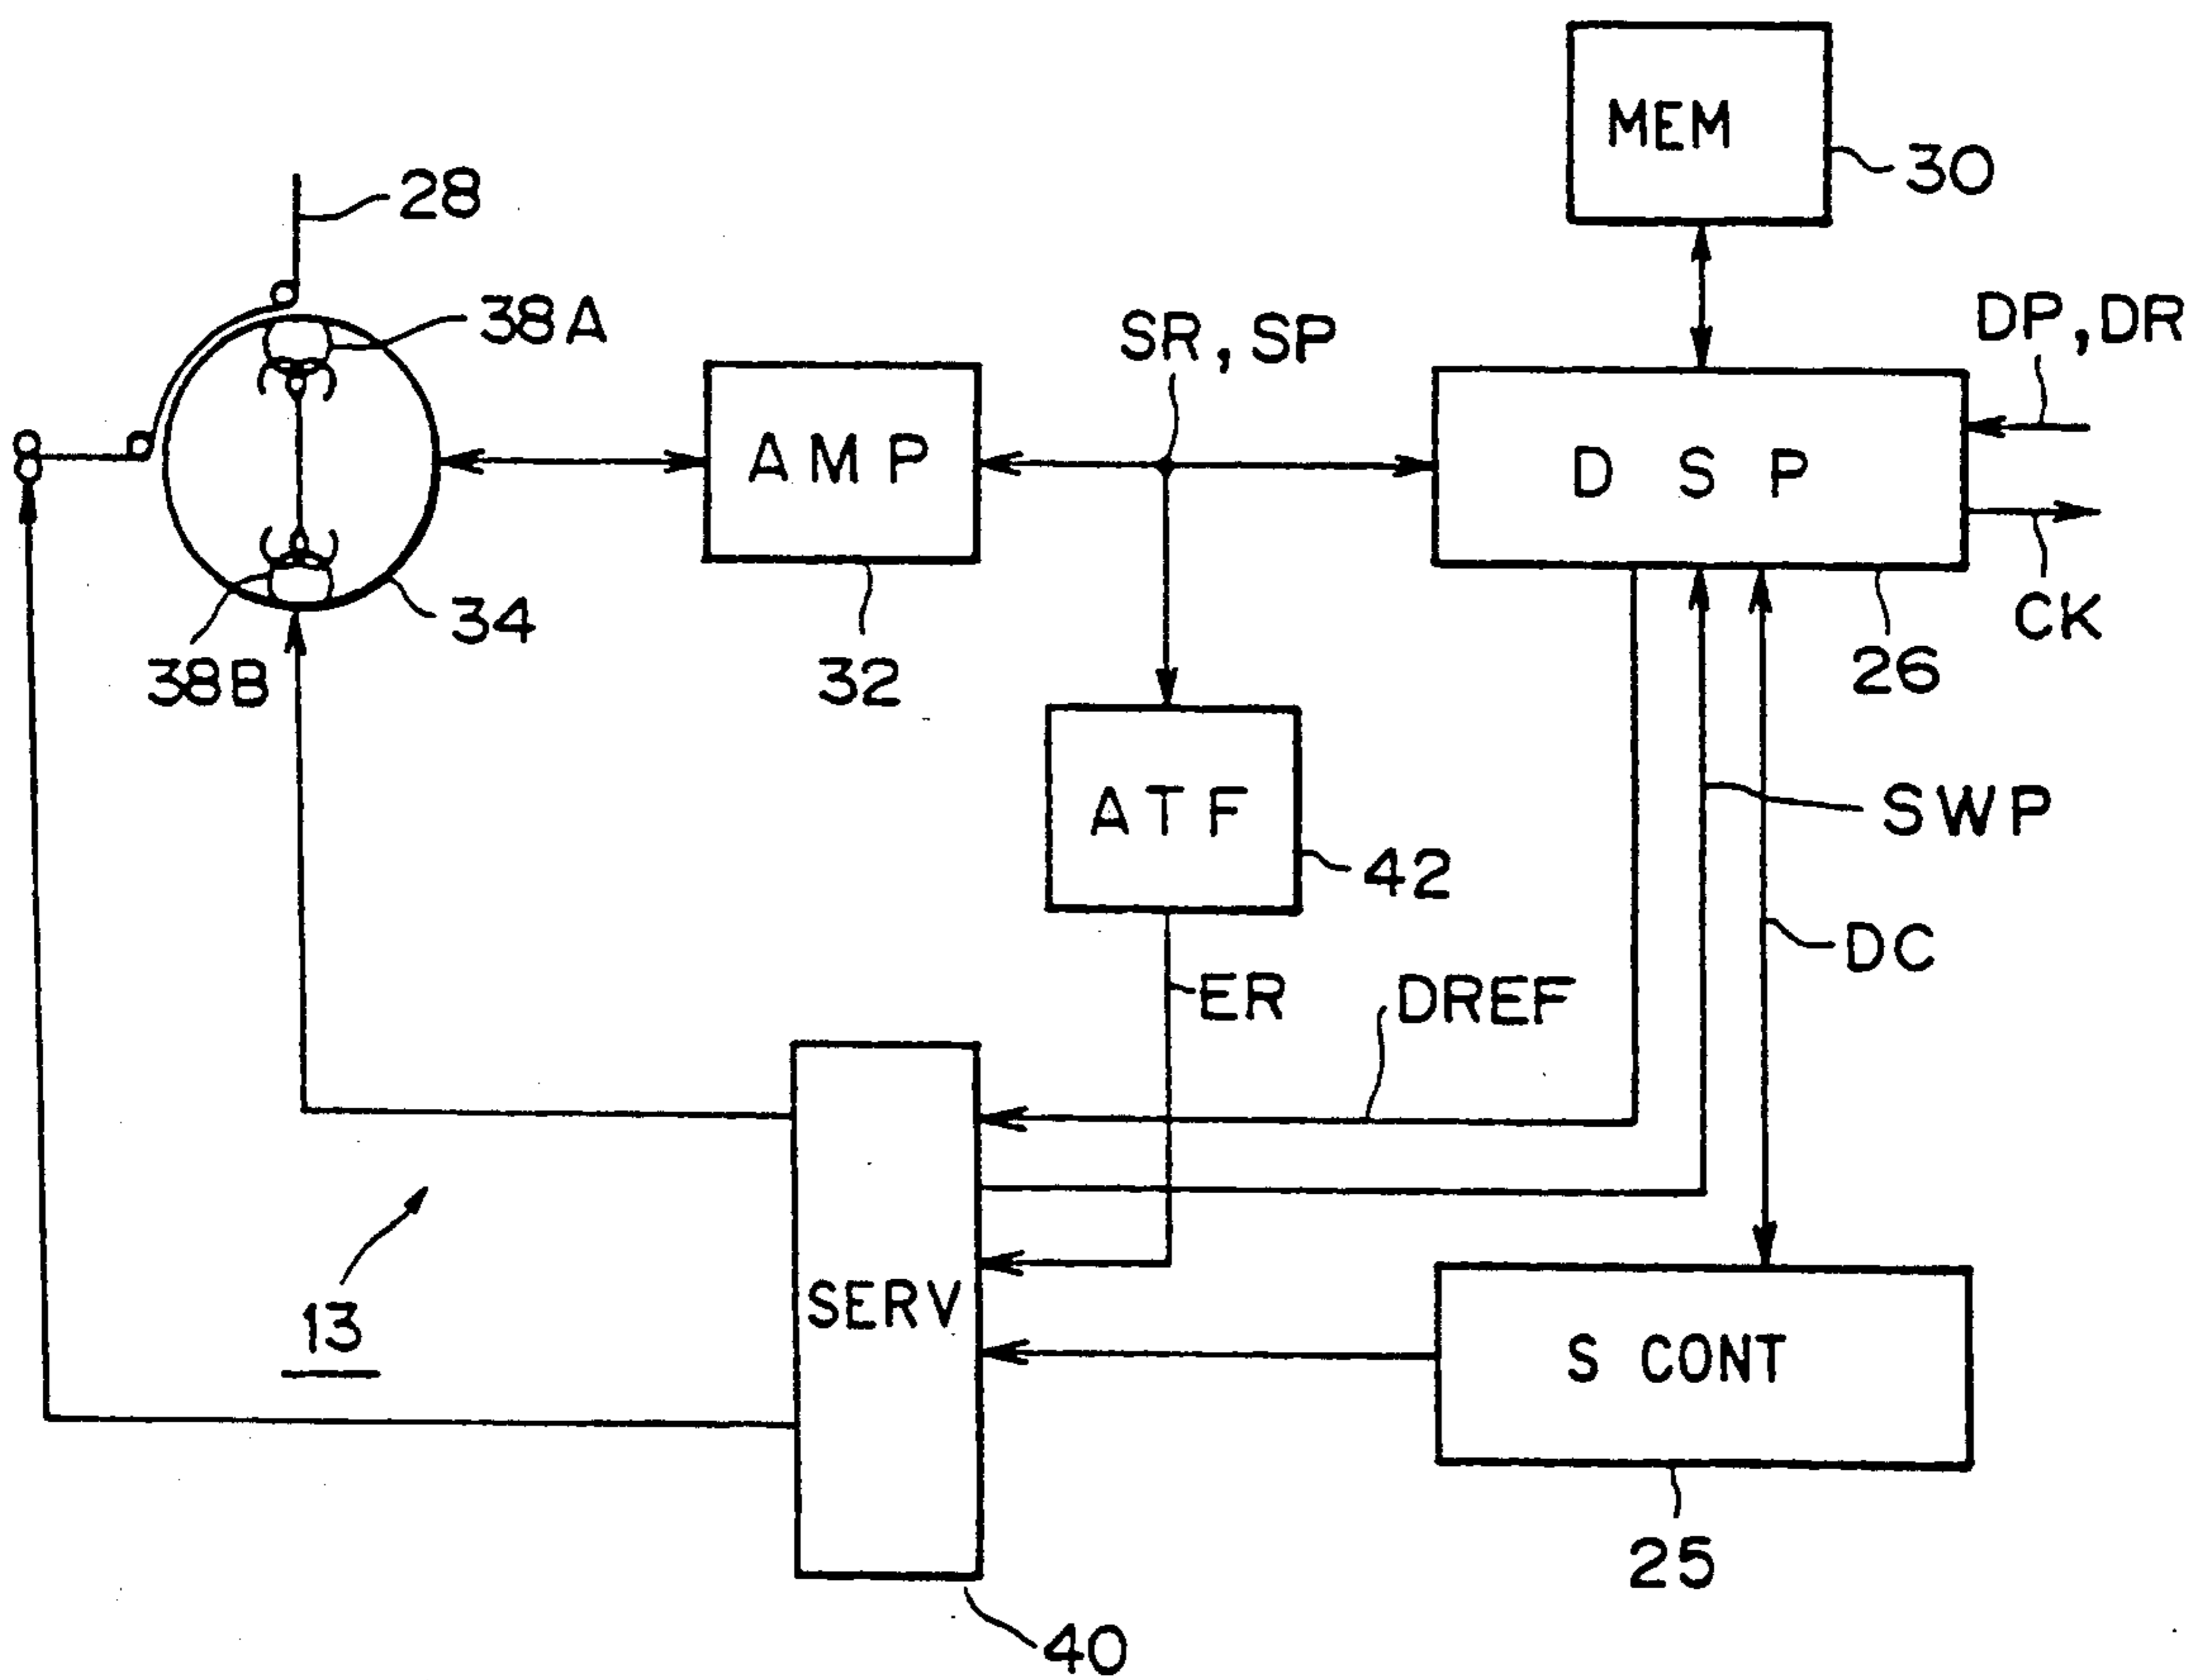 MEM
30
28
38A
SR, SP
DP, DR
AMP
DSP
34
32
38B
CK
26
ATF
SWP
42
DC
ER
DREF
13
SERV
S CONT
25
40